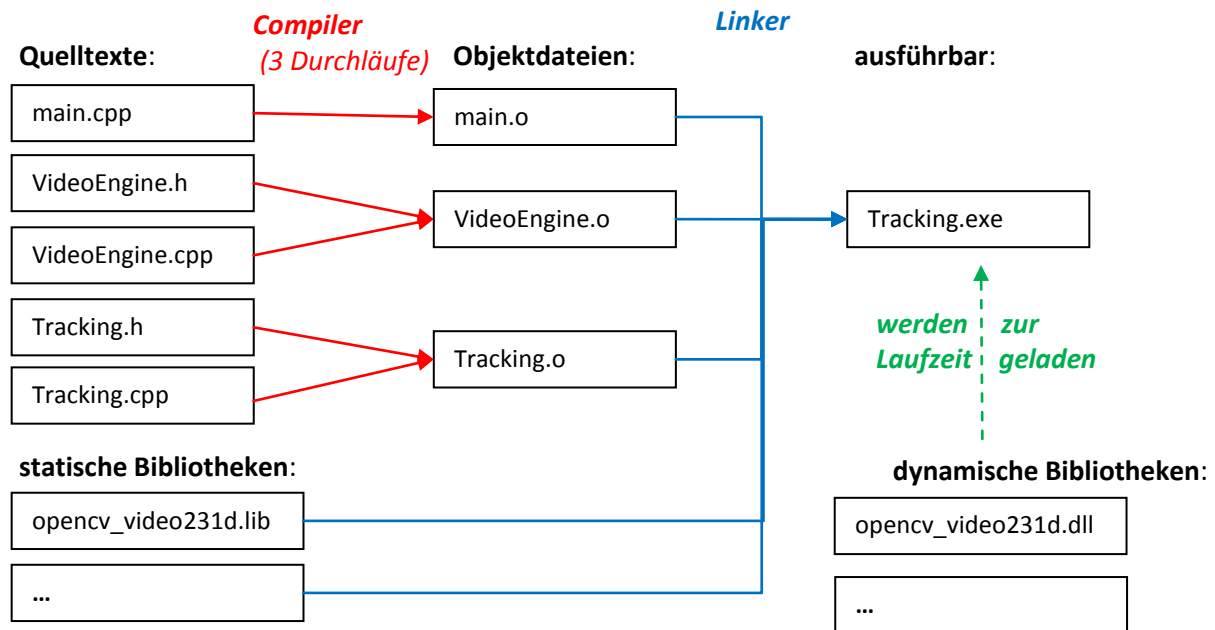 Compiler
(3 Durchläufe)
Linker
Quelltexte:
Objektdateien:
ausführbar:
main.cpp
main.o
VideoEngine.h
VideoEngine.cpp
VideoEngine.o
Tracking.exe
Tracking.h
Tracking.cpp
Tracking.o
werden zur
Laufzeit geladen
statische Bibliotheken:
opencv_video231d.lib
...
dynamische Bibliotheken:
opencv_video231d.dll
...